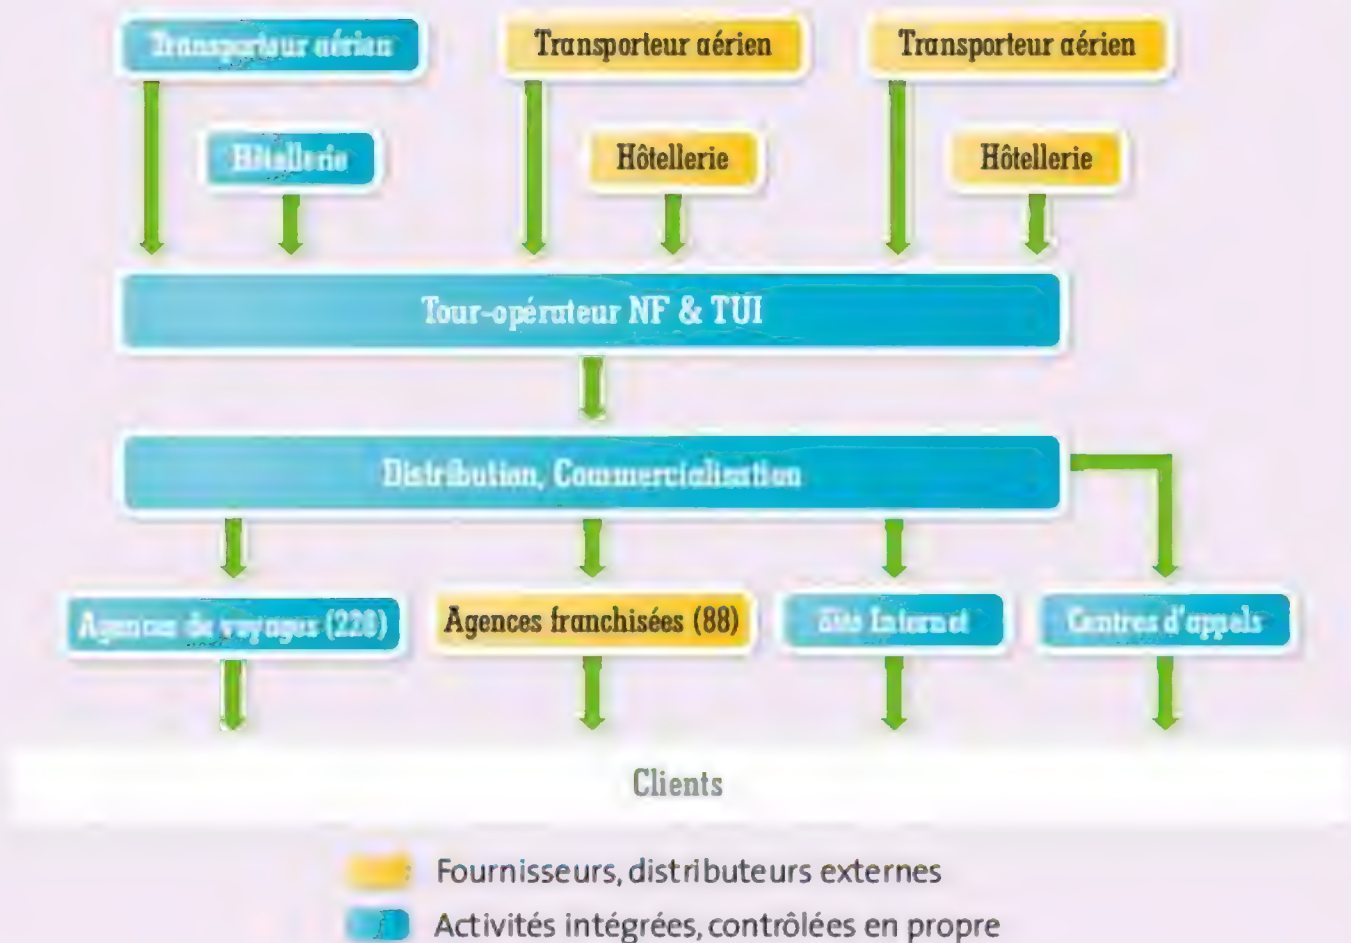 Transporteur aérien
Transporteur aérien
Transporteur aérien
Hôtellerie
Hôtellerie
Hôtellerie
Tour-opérateur NF & TUI
Distribution, Commercialisation
Agences de voyages (228)
Agences franchisées (88)
Site Internet
Centres d'appels
Clients
Fournisseurs, distributeurs externes
Activités intégrées, contrôlées en propre